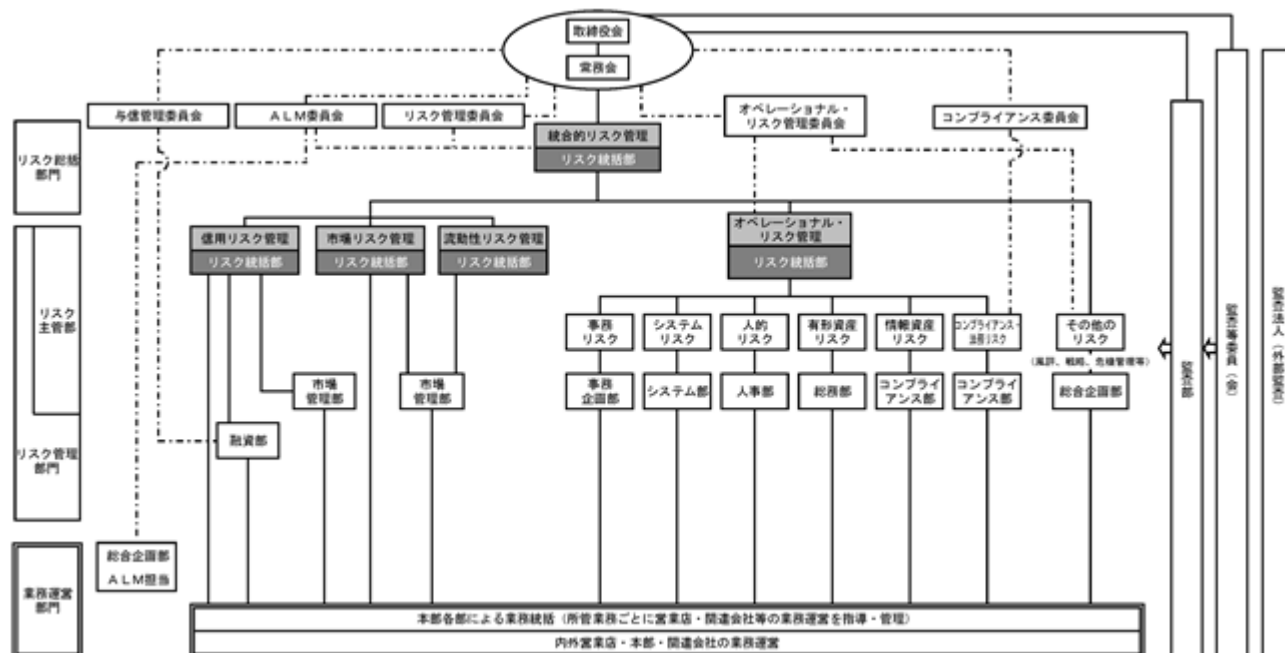 取締役会
常務会
与信管理委員会
ALM委員会
リスク管理委員会
オペレーショナル・
リスク管理委員会
コンプライアンス委員会
リスク総括
部門
統合的リスク管理
リスク統括部
信用リスク管理
リスク統括部
市場リスク管理
リスク統括部
流動性リスク管理
リスク統括部
オペレーショナル・
リスク管理
リスク統括部
リスク
主管部
事務
リスク
システム
リスク
人的
リスク
有形資産
リスク
情報資産
リスク
コンプライアンス・
法務リスク
その他の
リスク
(風評、戦略、危機管理等)
市場
管理部
市場
管理部
事務
企画部
システム部
人事部
総務部
コンプライ
アンス部
コンプライ
アンス部
総合企画部
融資部
リスク管理
部門
総合企画部
ALM担当
業務運営
部門
本部各部による業務統括(所管業務ごとに営業店・関連会社等の業務運営を指導・管理)
内外営業店・本部・関連会社の業務運営
監査部
監査等委員(会)
監査法人(外部監査)